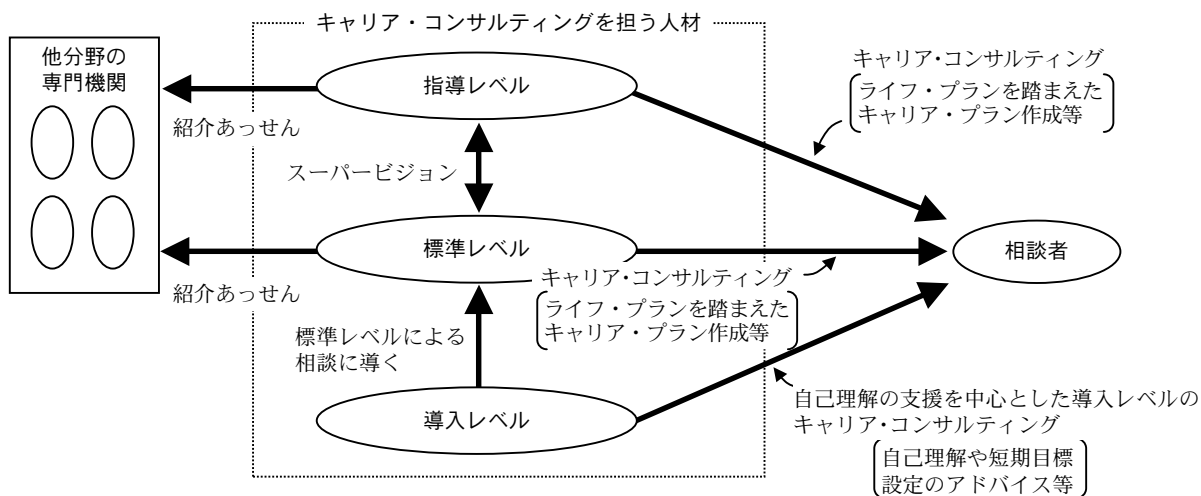 キャリア・コンサルティングを担う人材
他分野の
専門機関
指導レベル
紹介あっせん
キャリア・コンサルティング
ライフ・プランを踏まえた
キャリア・プラン作成等
スーパービジョン
標準レベル
相談者
紹介あっせん
キャリア・コンサルティング
ライフ・プランを踏まえた
キャリア・プラン作成等
標準レベルによる
相談に導く
導入レベル
自己理解の支援を中心とした導入レベルの
キャリア・コンサルティング
自己理解や短期目標
設定のアドバイス等